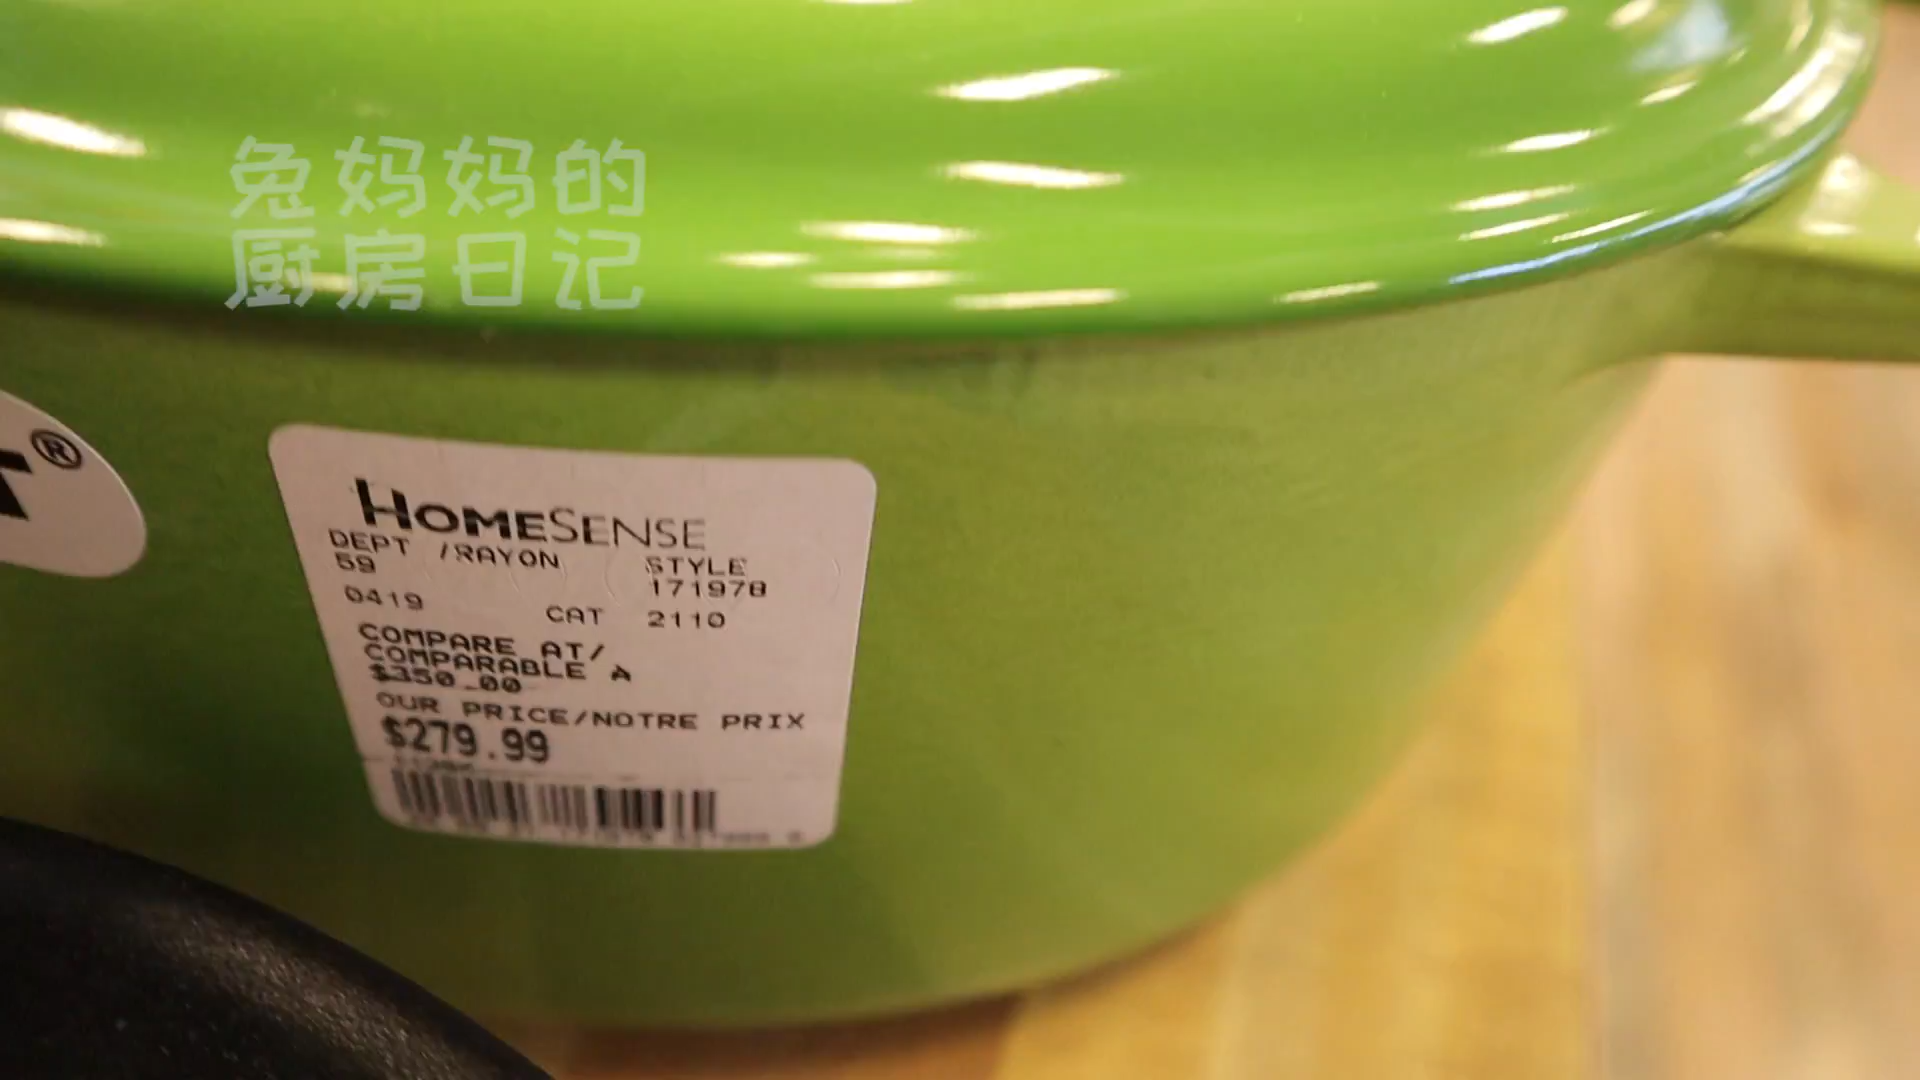 兔妈妈的
厨房日记
®
HOMESENSE
DEPT /RAYON STYLE
59 171978
0419 CAT 2110
COMPARE AT/
COMPARABLE A
$350.00
OUR PRICE/NOTRE PRIX
$279.99